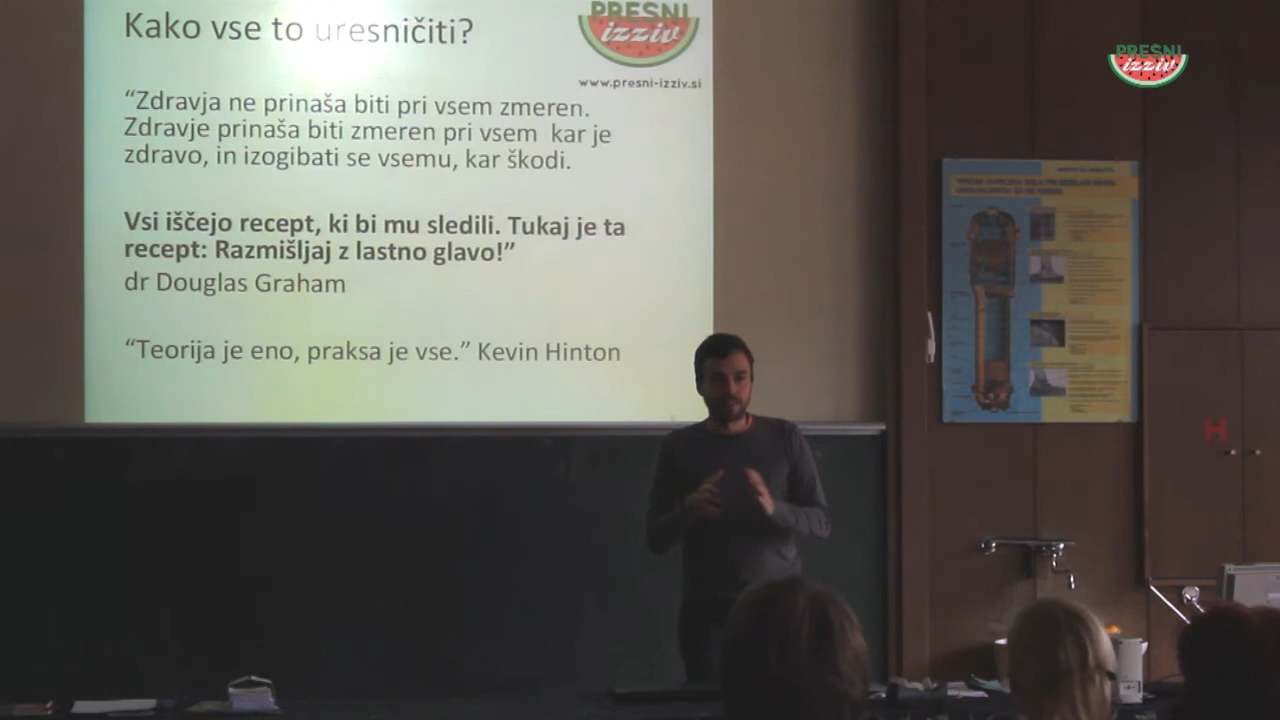 Kako vse to uresničiti?
PRESNI
izziv
www.presni-izziv.si
“Zdravja ne prinaša biti pri vsem zmeren.
Zdravje prinaša biti zmeren pri vsem kar je
zdravo, in izogibati se vsemu, kar škodi.
Vsi iščejo recept, ki bi mu sledili. Tukaj je ta
recept: Razmišljaj z lastno glavo!”
dr Douglas Graham
“Teorija je eno, praksa je vse.” Kevin Hinton
PRESNI
izziv
H